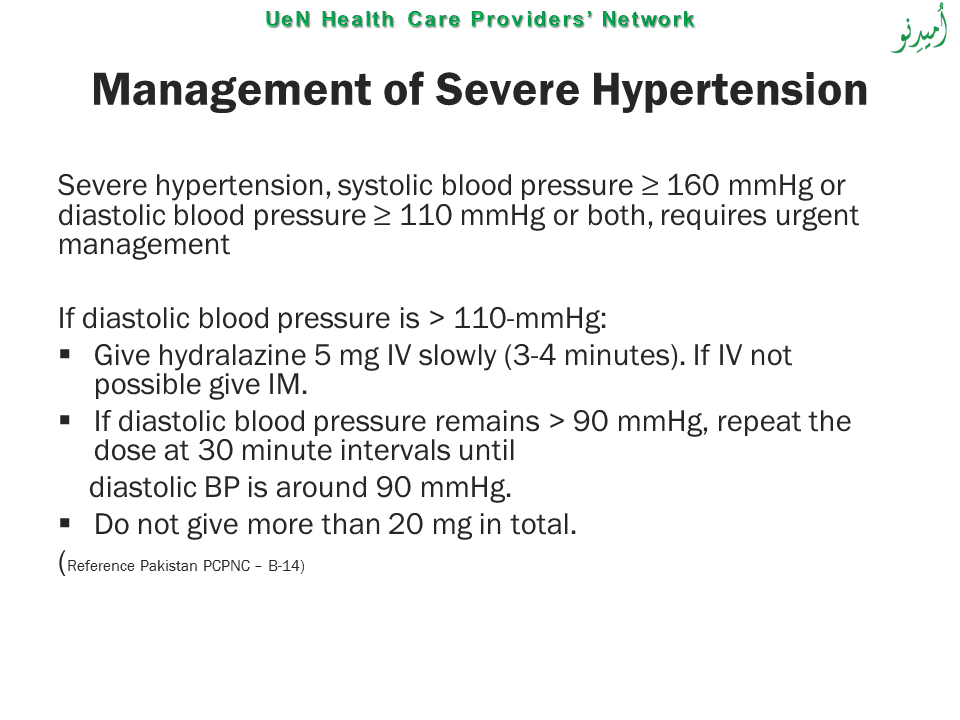 UeN Health Care Providers’ Network
اُميدِنو
Management of Severe Hypertension
Severe hypertension, systolic blood pressure ≥ 160 mmHg or
diastolic blood pressure ≥ 110 mmHg or both, requires urgent
management
If diastolic blood pressure is > 110-mmHg:
▪ Give hydralazine 5 mg IV slowly (3-4 minutes). If IV not
possible give IM.
▪ If diastolic blood pressure remains > 90 mmHg, repeat the
dose at 30 minute intervals until
diastolic BP is around 90 mmHg.
▪ Do not give more than 20 mg in total.
(Reference Pakistan PCPNC – B-14)